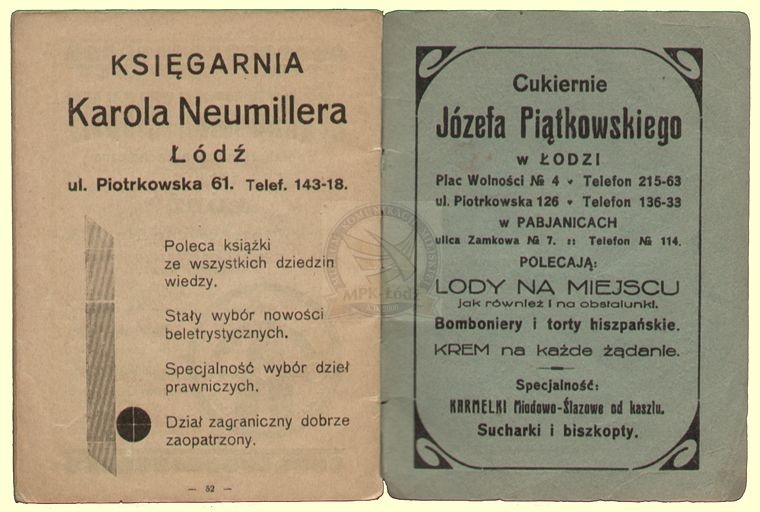 KSIĘGARNIA
Karola Neumillera
Łódź
ul. Piotrkowska 61. Telef. 143-18.
Poleca książki
ze wszystkich dziedzin
wiedzy.
Stały wybór nowości
beletrystycznych.
Specjalność wybór dzieł
prawniczych.
Dział zagraniczny dobrze
zaopatrzony.
— 52 —
Cukiernie
Józefa Piątkowskiego
w ŁODZI
Plac Wolności № 4 • Telefon 215-63
ul. Piotrkowska 126 • Telefon 136-33
w PABJANICACH
ulica Zamkowa № 7. :: Telefon № 114.
POLECAJĄ:
LODY NA MIEJSCU
jak również i na obstalunki.
Bomboniery i torty hiszpańskie.
KREM na każde żądanie.
Specjalność:
KARMELKI Miodowo-Ślazowe od kaszlu.
Sucharki i biszkopty.
MPK-Łódź